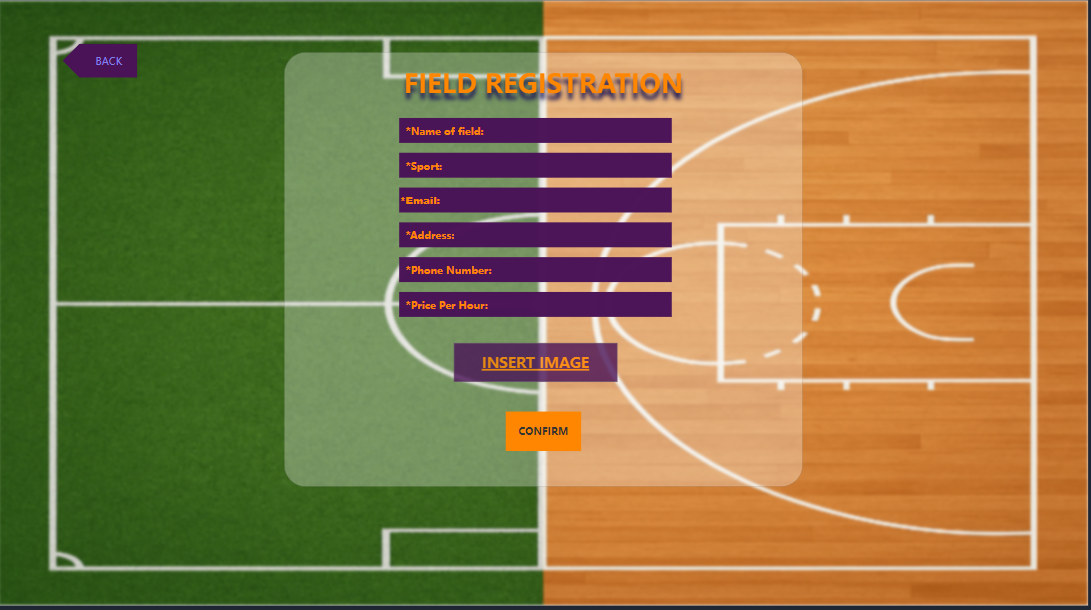 BACK
FIELD REGISTRATION
*Name of field:
*Sport:
*Email:
*Address:
*Phone Number:
*Price Per Hour:
INSERT IMAGE
CONFIRM